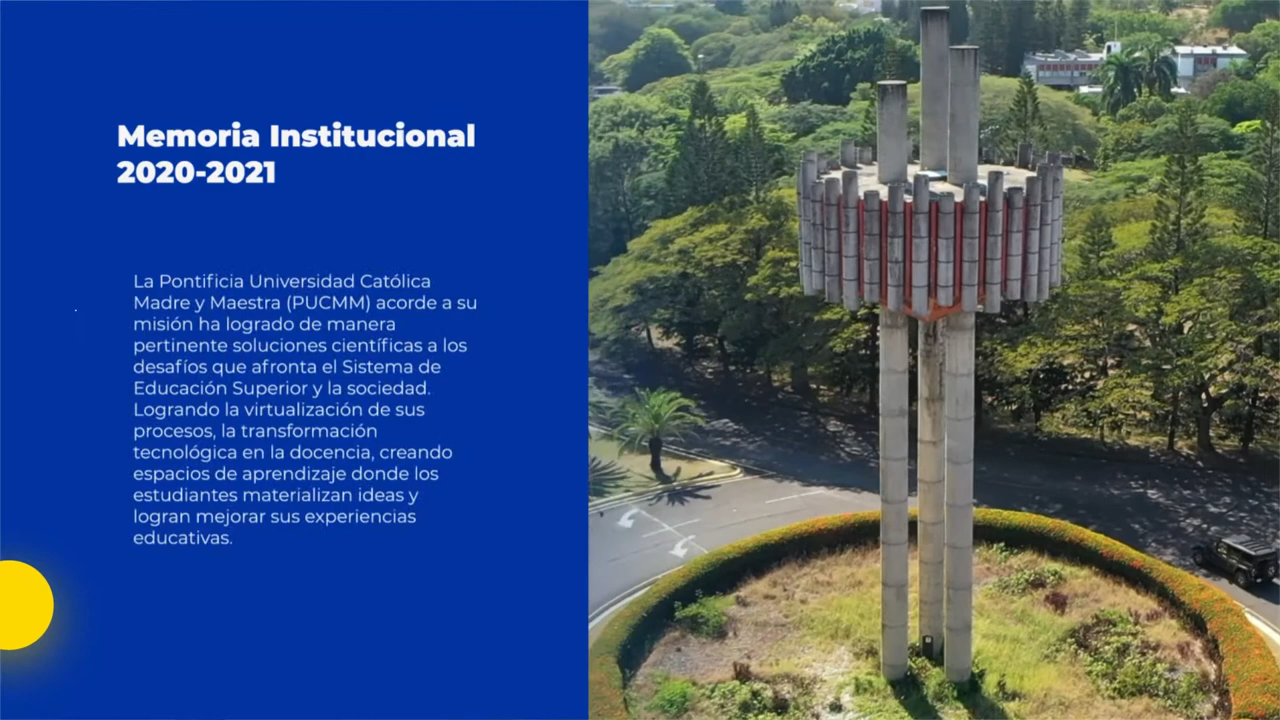 Memoria Institucional
2020-2021
La Pontificia Universidad Católica
Madre y Maestra (PUCMM) acorde a su
misión ha logrado de manera
pertinente soluciones científicas a los
desafíos que afronta el Sistema de
Educación Superior y la sociedad.
Logrando la virtualización de sus
procesos, la transformación
tecnológica en la docencia, creando
espacios de aprendizaje donde los
estudiantes materializan ideas y
logran mejorar sus experiencias
educativas.